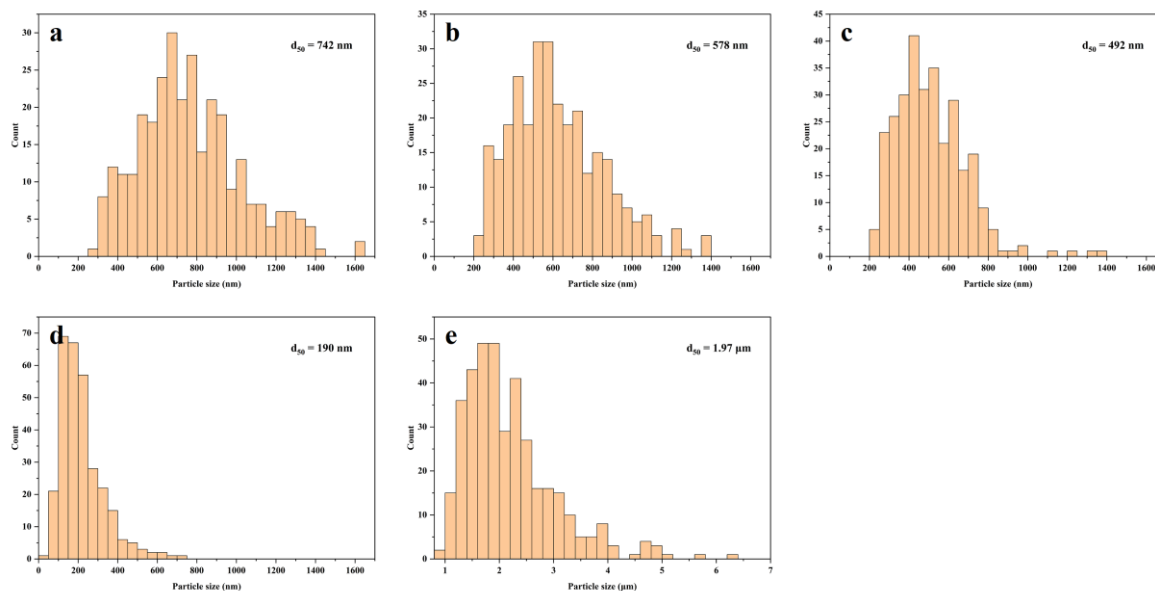 a
d50 = 742 nm
30
25
20
15
10
5
0
Count
0 200 400 600 800 1000 1200 1400 1600
Particle size (nm)
b
d50 = 578 nm
35
30
25
20
15
10
5
0
Count
0 200 400 600 800 1000 1200 1400 1600
Particle size (nm)
c
d50 = 492 nm
45
40
35
30
25
20
15
10
5
0
Count
0 200 400 600 800 1000 1200 1400 1600
Particle size (nm)
d
d50 = 190 nm
70
60
50
40
30
20
10
0
Count
0 200 400 600 800 1000 1200 1400 1600
Particle size (nm)
e
d50 = 1.97 μm
50
40
30
20
10
0
Count
1 2 3 4 5 6 7
Particle size (μm)